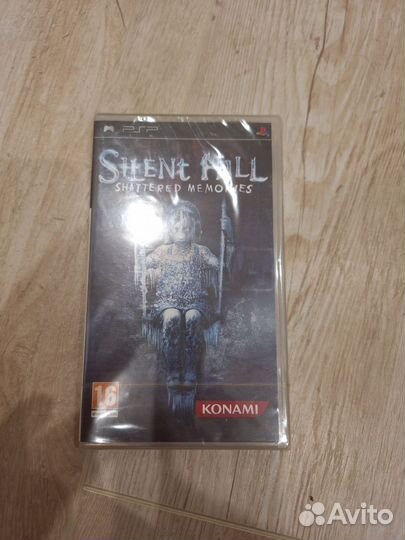 PSP
SILENT HILL
SHATTERED MEMORIES
16
KONAMI
Avito